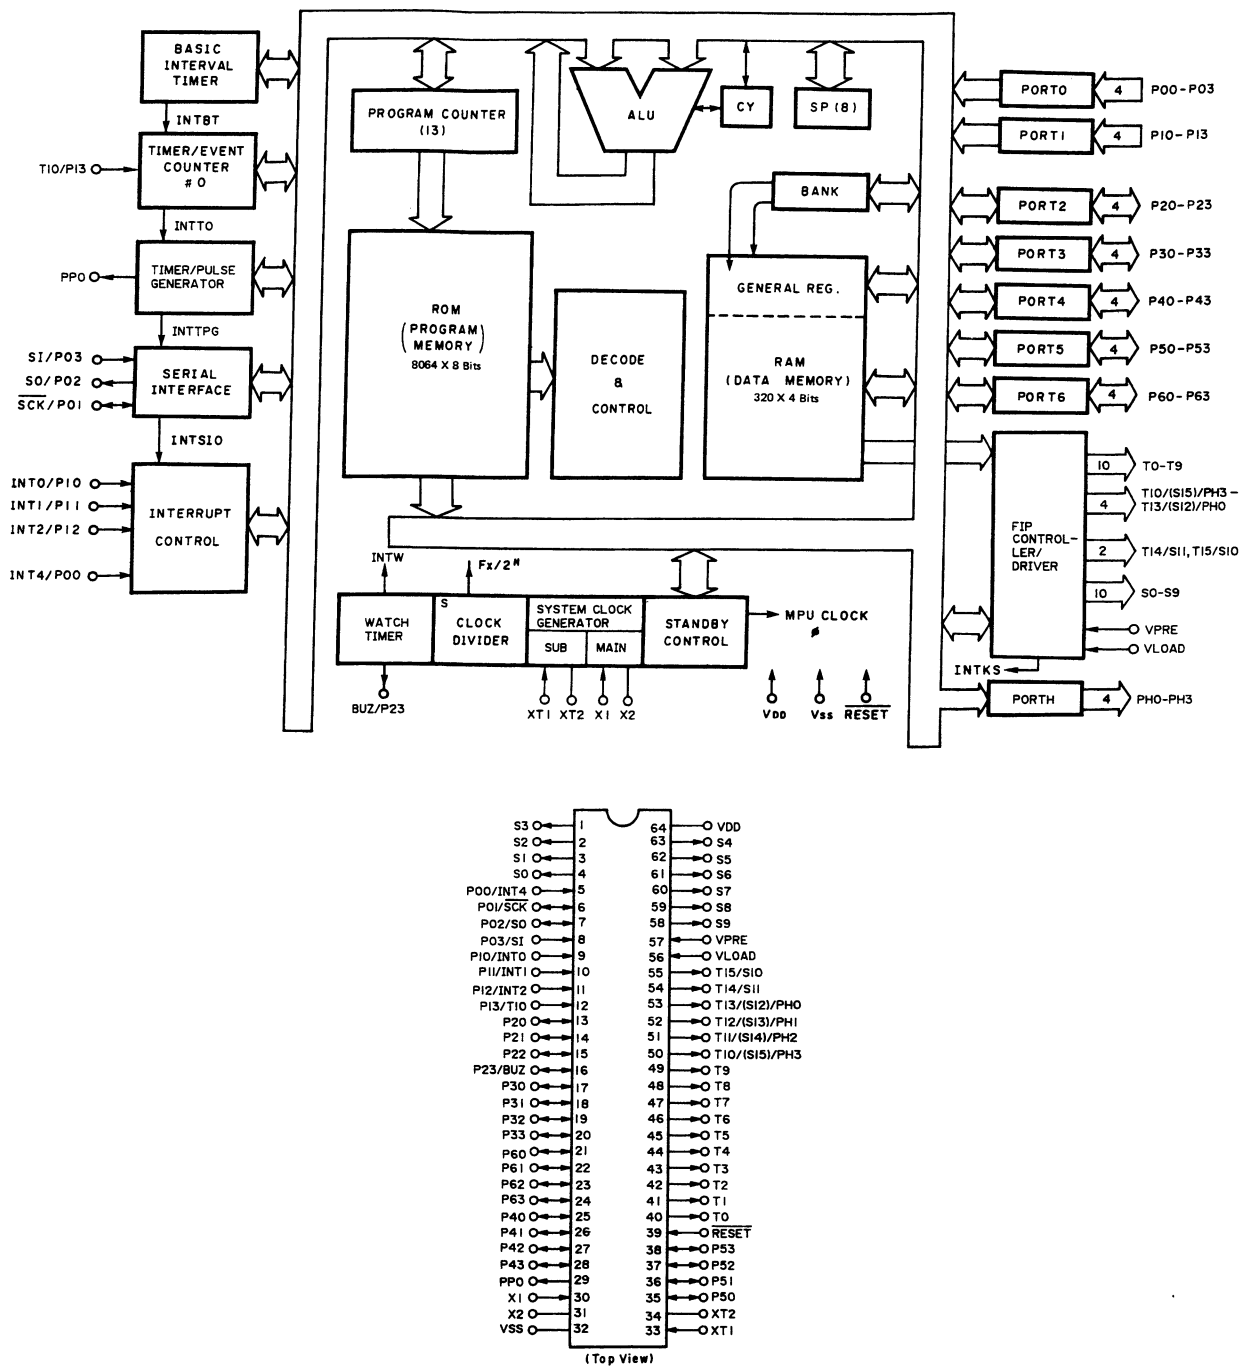 BASIC
INTERVAL
TIMER
INTBT
TI0/P13
TIMER/EVENT
COUNTER
#0
INTT0
PPO
TIMER/PULSE
GENERATOR
INTTPG
SI/P03
SO/P02
SCK/P01
SERIAL
INTERFACE
INTSIO
INT0/P10
INT1/P11
INT2/P12
INT4/P00
INTERRUPT
CONTROL
PROGRAM COUNTER
(13)
ALU
CY
SP(8)
BANK
ROM
(PROGRAM
MEMORY)
8064 X 8 Bits
DECODE
&
CONTROL
GENERAL REG.
RAM
(DATA MEMORY)
320 X 4 Bits
INTW
Fx/2ᴺ
WATCH
TIMER
S
CLOCK
DIVIDER
SYSTEM CLOCK
GENERATOR
SUB
MAIN
STANDBY
CONTROL
MPU CLOCK
ø
BUZ/P23
XT1
XT2
X1
X2
VDD
VSS
RESET
PORT0 4 P00-P03
PORT1 4 P10-P13
PORT2 4 P20-P23
PORT3 4 P30-P33
PORT4 4 P40-P43
PORT5 4 P50-P53
PORT6 4 P60-P63
FIP
CONTROL-
LER/
DRIVER
10 T0-T9
4 T10/(S15)/PH3-
T13/(S12)/PH0
2 T14/S11,T15/S10
10 S0-S9
VPRE
VLOAD
INTKS
PORTH 4 PH0-PH3
S3 1 64 VDD
S2 2 63 S4
S1 3 62 S5
S0 4 61 S6
P00/INT4 5 60 S7
P01/SCK 6 59 S8
P02/SO 7 58 S9
P03/SI 8 57 VPRE
P10/INT0 9 56 VLOAD
P11/INT1 10 55 T15/S10
P12/INT2 11 54 T14/S11
P13/TI0 12 53 T13/(S12)/PH0
P20 13 52 T12/(S13)/PH1
P21 14 51 T11/(S14)/PH2
P22 15 50 T10/(S15)/PH3
P23/BUZ 16 49 T9
P30 17 48 T8
P31 18 47 T7
P32 19 46 T6
P33 20 45 T5
P60 21 44 T4
P61 22 43 T3
P62 23 42 T2
P63 24 41 T1
P40 25 40 T0
P41 26 39 RESET
P42 27 38 P53
P43 28 37 P52
PPO 29 36 P51
X1 30 35 P50
X2 31 34 XT2
VSS 32 33 XT1
(Top View)